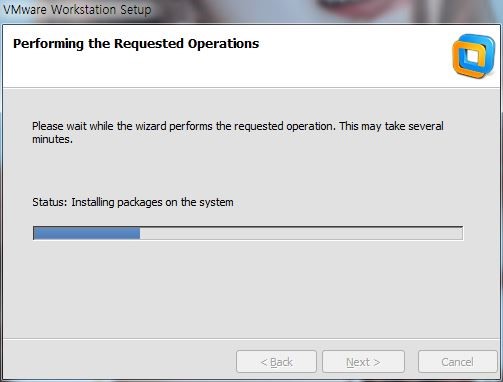 VMware Workstation Setup
Performing the Requested Operations
Please wait while the wizard performs the requested operation. This may take several
minutes.
Status: Installing packages on the system
< Back
Next >
Cancel